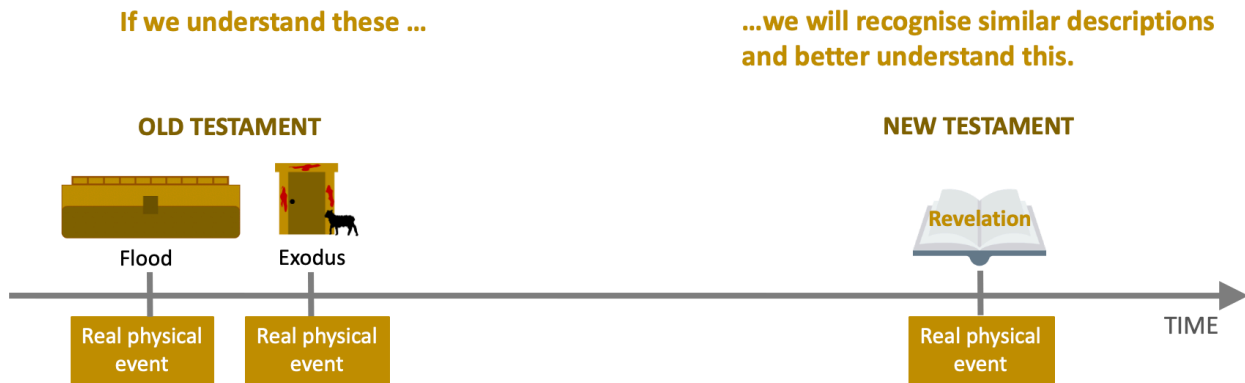 If we understand these …
…we will recognise similar descriptions
and better understand this.
OLD TESTAMENT
NEW TESTAMENT
Revelation
Flood
Exodus
TIME
Real physical
event
Real physical
event
Real physical
event